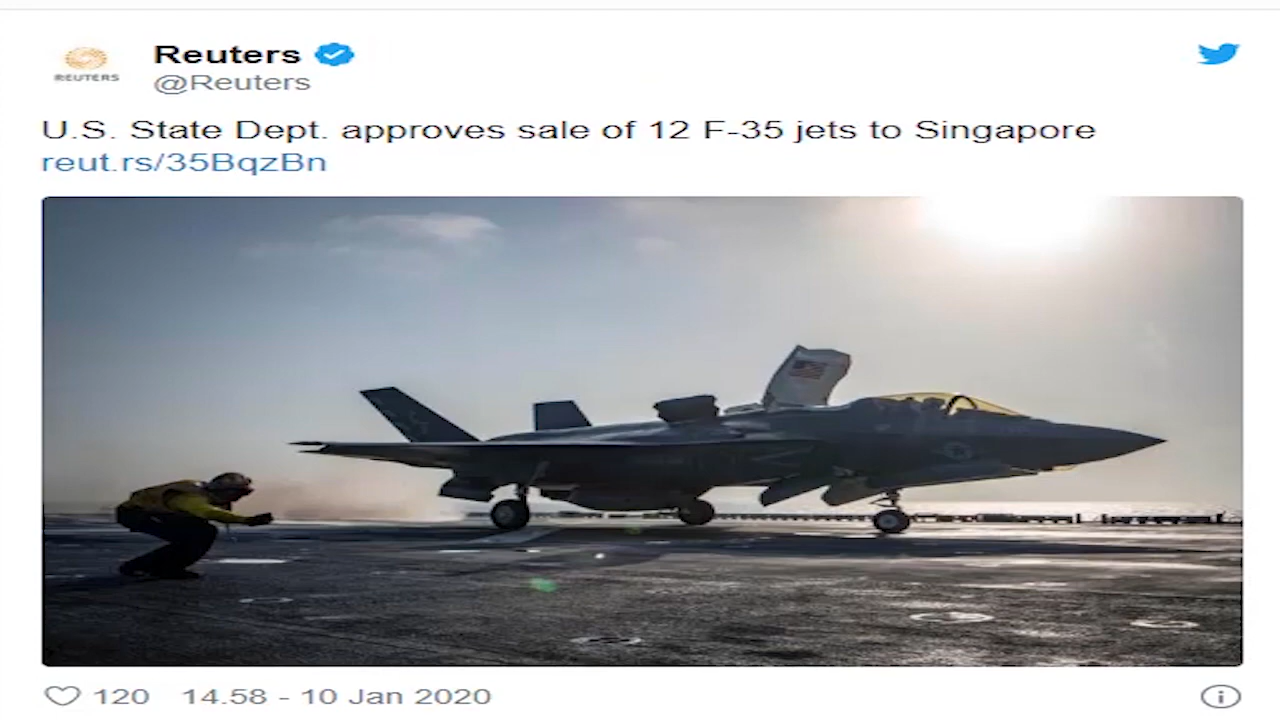 Reuters
REUTERS
@Reuters
U.S. State Dept. approves sale of 12 F-35 jets to Singapore
reut.rs/35BqzBn
120 14.58 - 10 Jan 2020